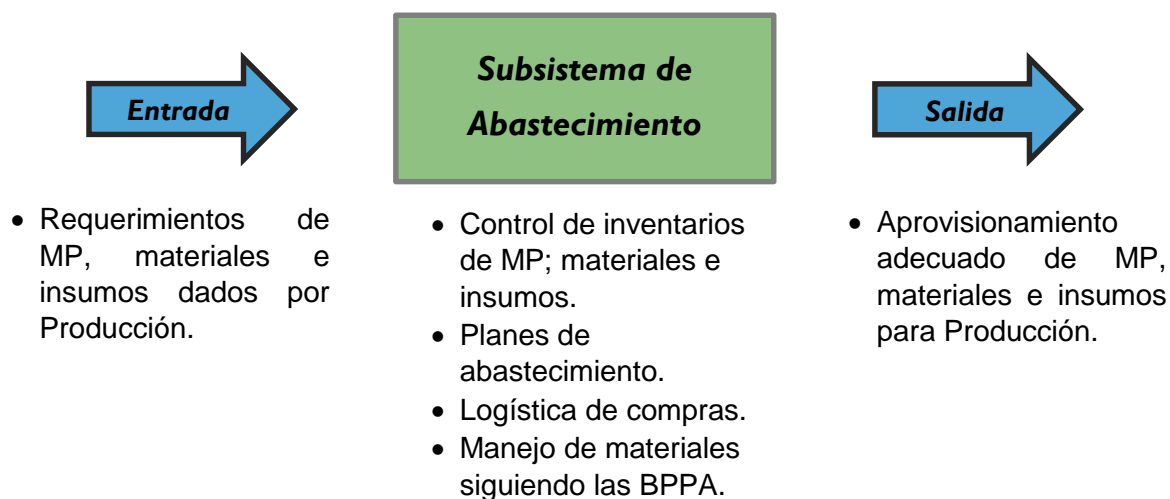 Entrada
Subsistema de
Abastecimiento
Salida
• Requerimientos de
MP, materiales e
insumos dados por
Producción.
• Control de inventarios
de MP; materiales e
insumos.
• Planes de
abastecimiento.
• Logística de compras.
• Manejo de materiales
siguiendo las BPPA.
• Aprovisionamiento
adecuado de MP,
materiales e insumos
para Producción.